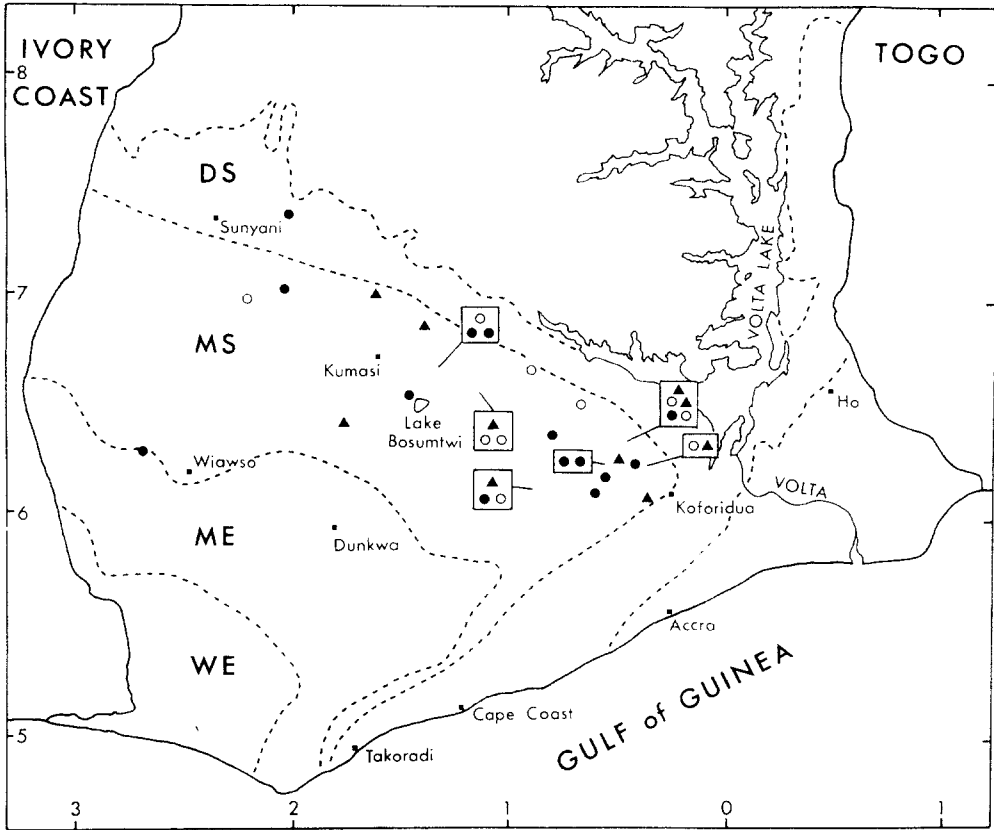 IVORY
COAST
TOGO
8
DS
Sunyani
VOLTA LAKE
7
MS
Kumasi
Lake
Bosumtwi
Ho
Wiawso
VOLTA
Koforidua
6
ME
Dunkwa
Accra
WE
GULF of GUINEA
Cape Coast
5
Takoradi
3
2
1
0
1